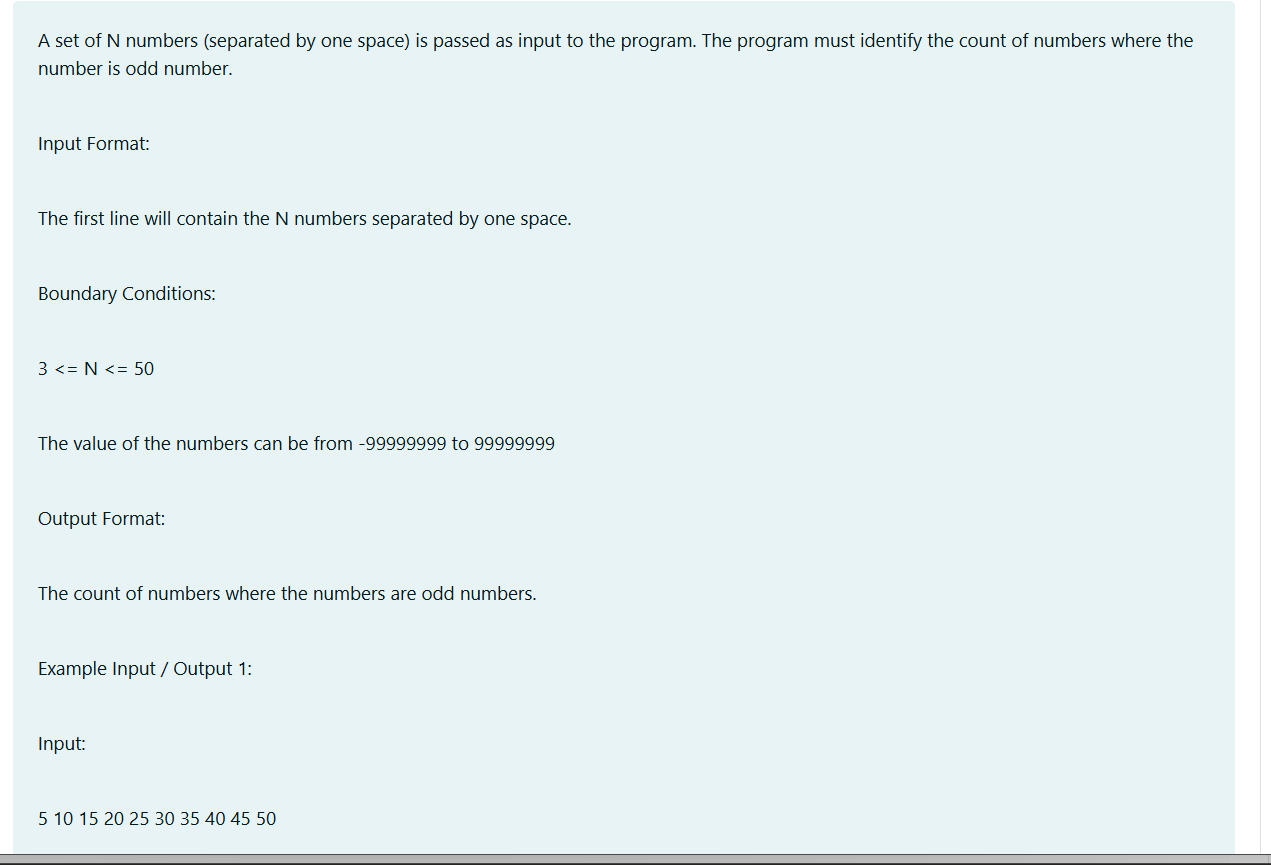 A set of N numbers (separated by one space) is passed as input to the program. The program must identify the count of numbers where the
number is odd number.
Input Format:
The first line will contain the N numbers separated by one space.
Boundary Conditions:
3 <= N <= 50
The value of the numbers can be from -99999999 to 99999999
Output Format:
The count of numbers where the numbers are odd numbers.
Example Input / Output 1:
Input:
5 10 15 20 25 30 35 40 45 50